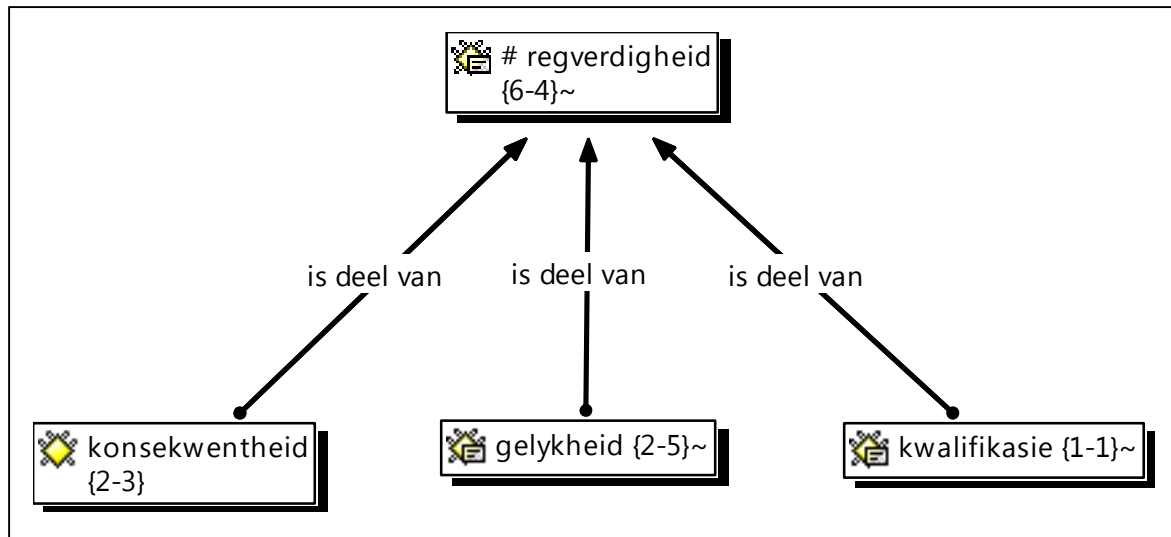 # regverdigheid
{6-4}~
is deel van
is deel van
is deel van
konsekwentheid
{2-3}
gelykheid {2-5}~
kwalifikasie {1-1}~